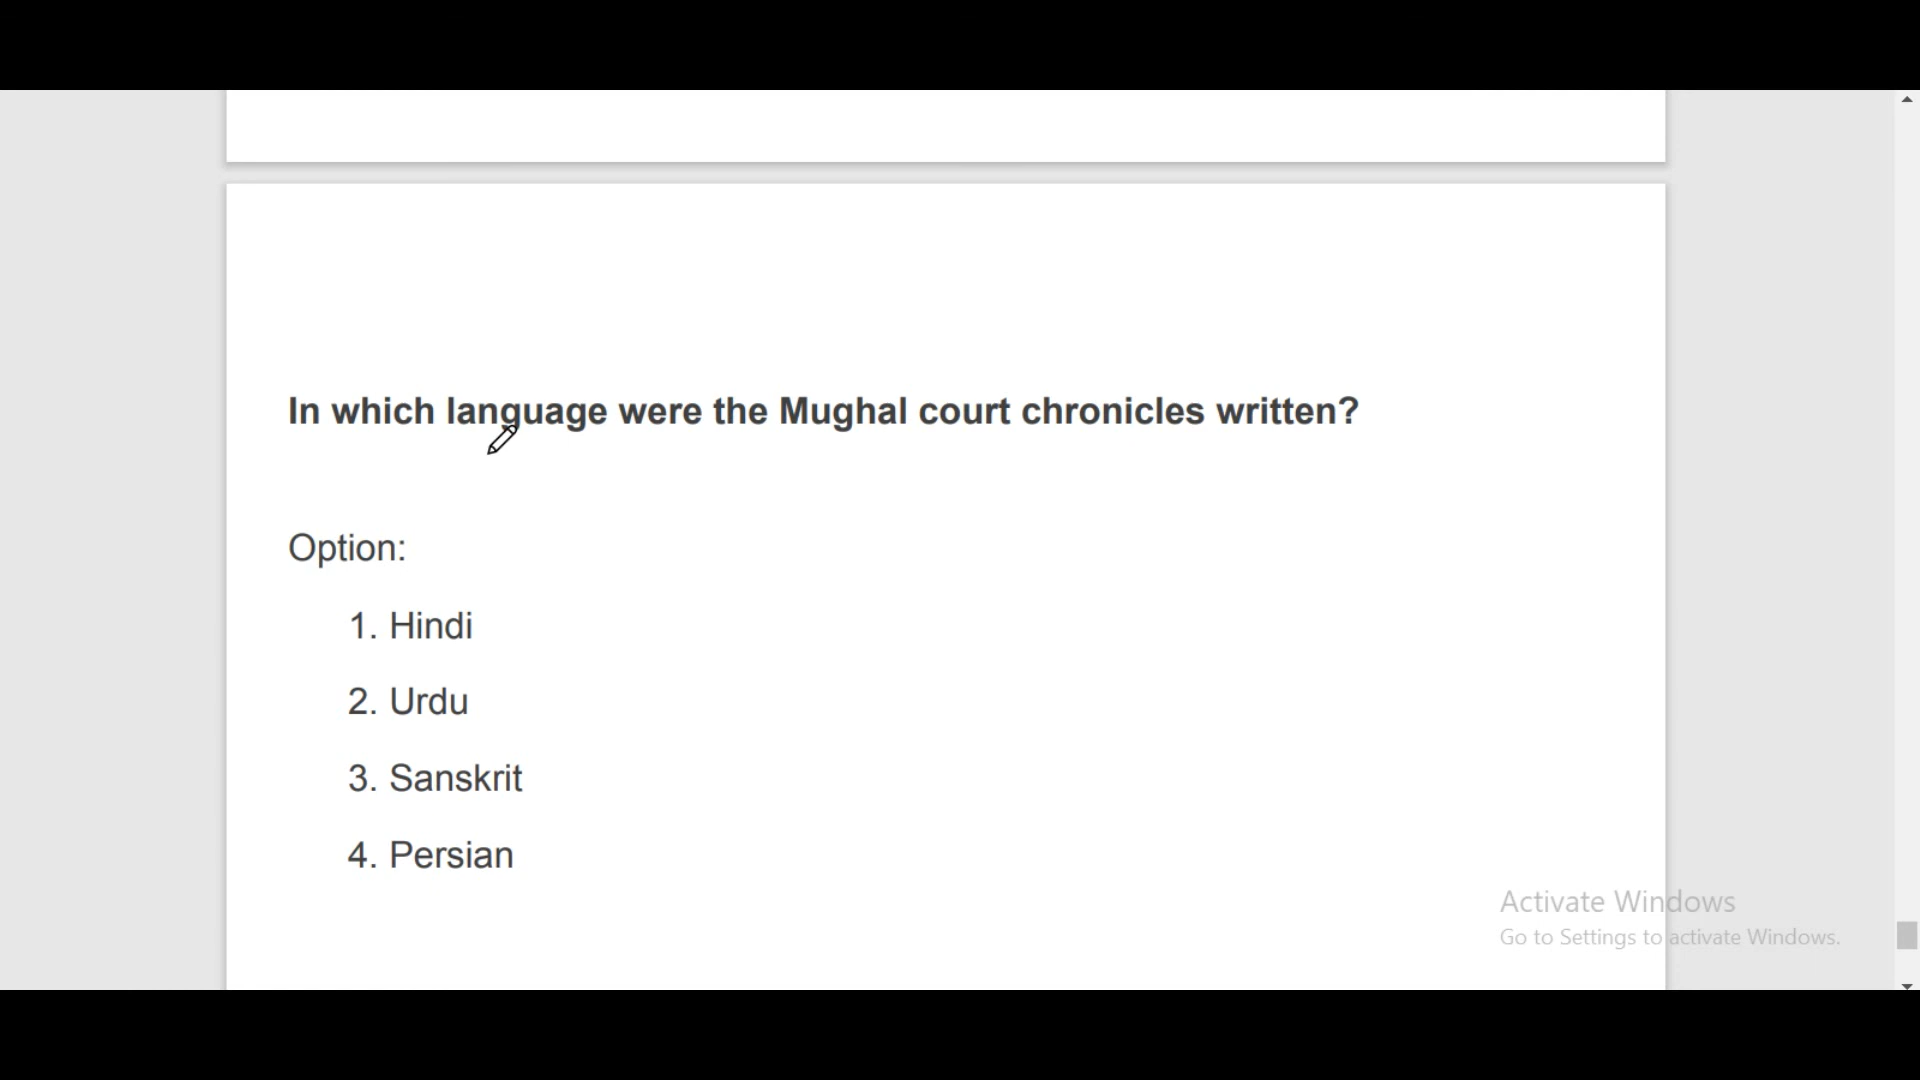 In which language were the Mughal court chronicles written?
Option:
1. Hindi
2. Urdu
3. Sanskrit
4. Persian
Activate Windows
Go to Settings to activate Windows.